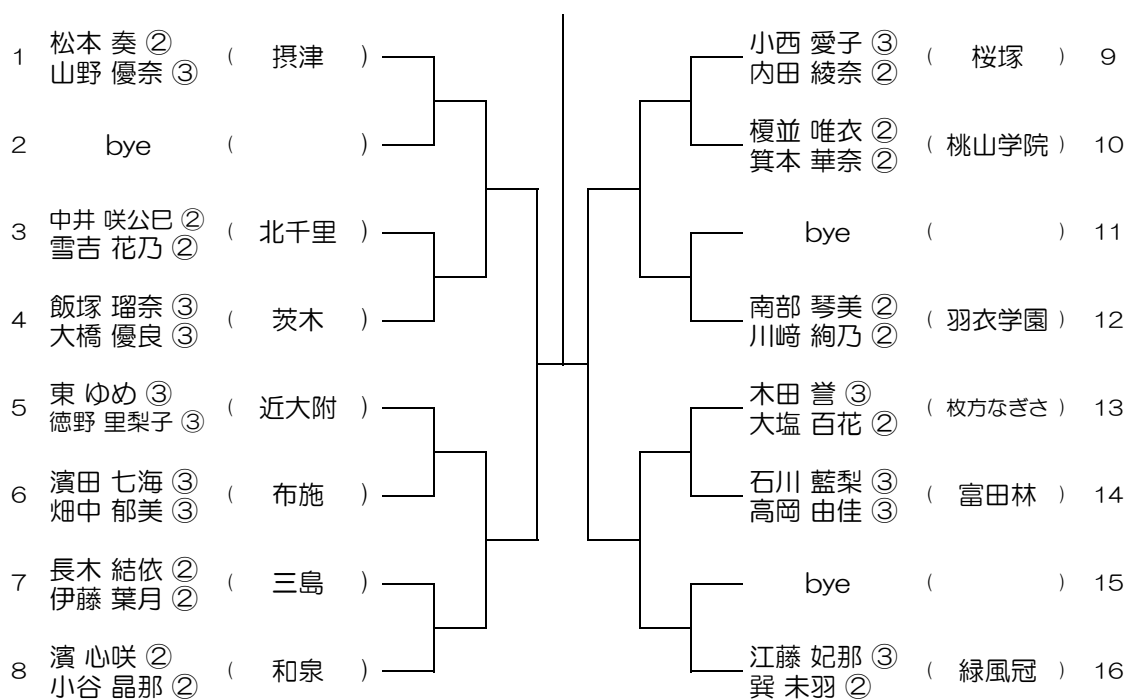 1 松本 奏 ② ( 摂津 )
山野 優奈 ③
2 bye ( )
3 中井 咲公巳 ② ( 北千里 )
雪吉 花乃 ②
4 飯塚 瑠奈 ③ ( 茨木 )
大橋 優良 ③
5 東 ゆめ ③ ( 近大附 )
徳野 里梨子 ③
6 濱田 七海 ③ ( 布施 )
畑中 郁美 ③
7 長木 結依 ② ( 三島 )
伊藤 葉月 ②
8 濱 心咲 ② ( 和泉 )
小谷 晶那 ②
小西 愛子 ③ ( 桜塚 ) 9
内田 綾奈 ②
榎並 唯衣 ② ( 桃山学院 ) 10
箕本 華奈 ②
bye ( ) 11
南部 琴美 ② ( 羽衣学園 ) 12
川﨑 絢乃 ②
木田 誉 ③ ( 枚方なぎさ ) 13
大塩 百花 ②
石川 藍梨 ③ ( 富田林 ) 14
高岡 由佳 ③
bye ( ) 15
江藤 妃那 ③ ( 緑風冠 ) 16
巽 未羽 ②